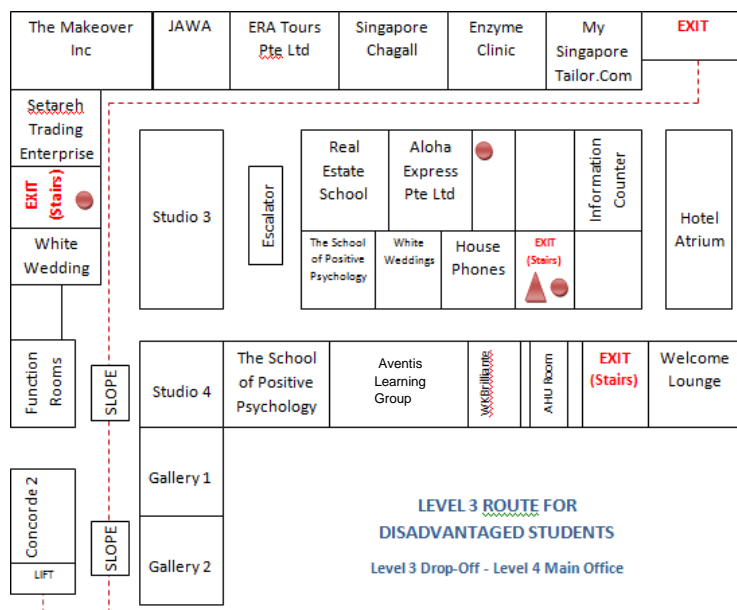 The Makeover
Inc
JAWA
ERA Tours
Pte Ltd
Singapore
Chagall
Enzyme
Clinic
My
Singapore
Tailor.Com
EXIT
Setareh
Trading
Enterprise
EXIT
(Stairs)
White
Wedding
Function
Rooms
Concorde 2
LIFT
SLOPE
SLOPE
Studio 3
Escalator
Real
Estate
School
Aloha
Express
Pte Ltd
Information
Counter
The School
of Positive
Psychology
White
Weddings
House
Phones
EXIT
(Stairs)
Hotel
Atrium
Studio 4
The School
of Positive
Psychology
Aventis
Learning
Group
WKBrilliante
AHU Room
EXIT
(Stairs)
Welcome
Lounge
Gallery 1
Gallery 2
LEVEL 3 ROUTE FOR
DISADVANTAGED STUDENTS
Level 3 Drop-Off - Level 4 Main Office